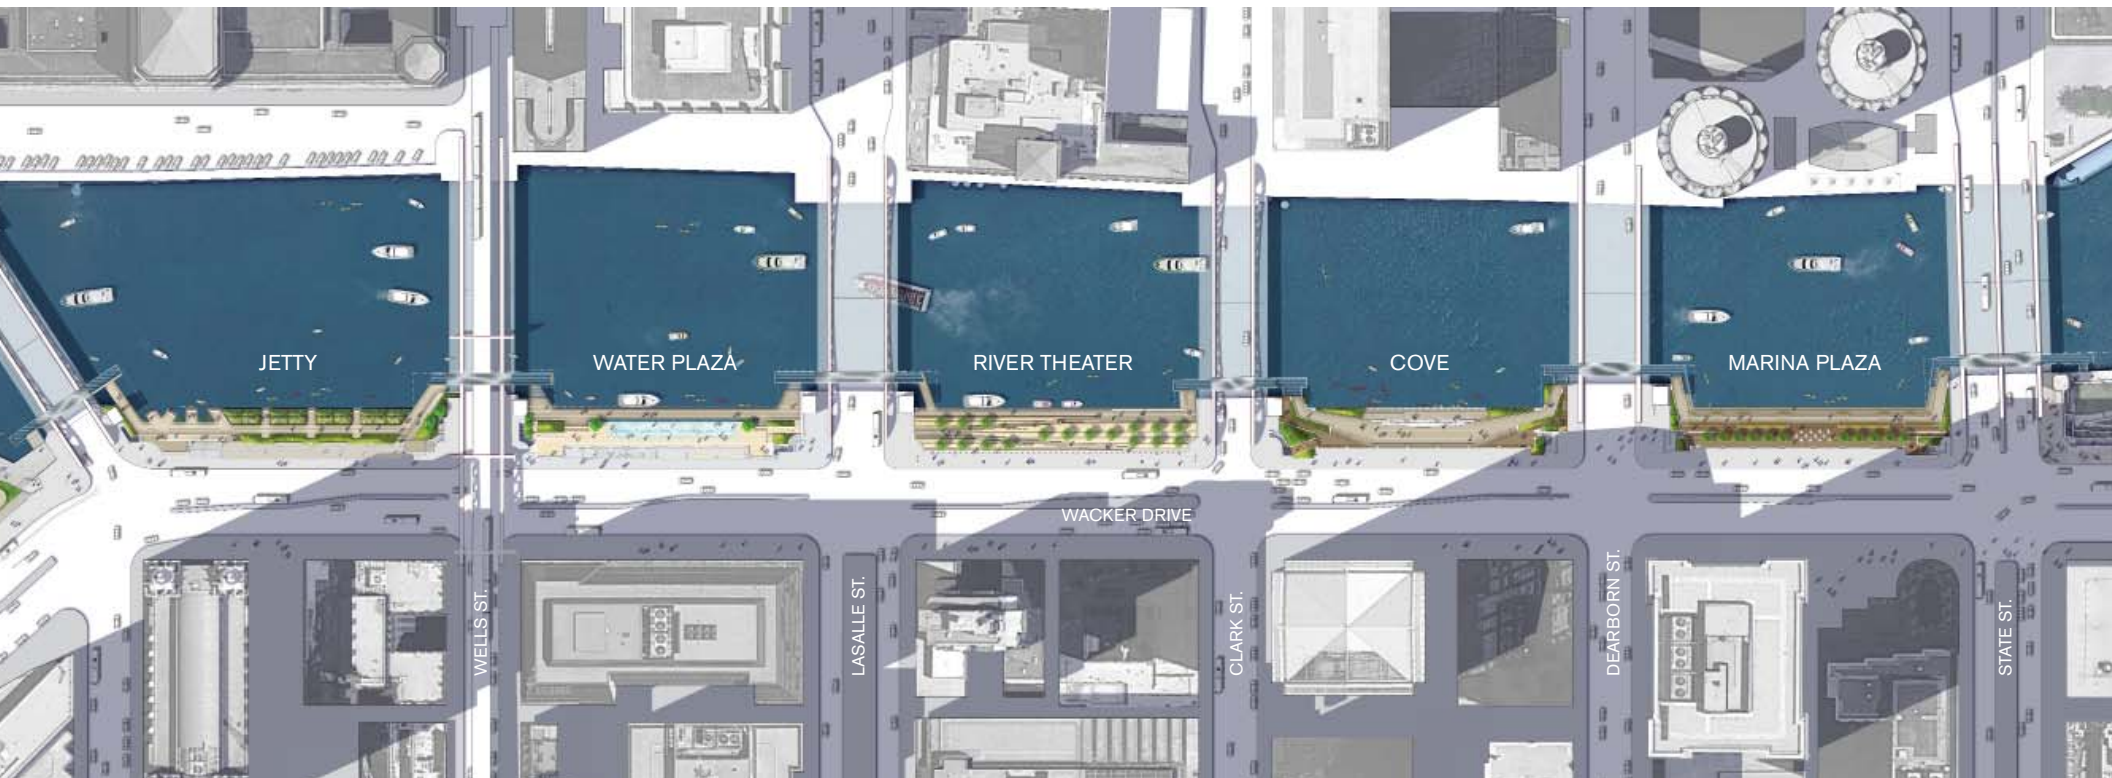 JETTY
WATER PLAZA
RIVER THEATER
COVE
MARINA PLAZA
WACKER DRIVE
WELLS ST.
LASALLE ST.
CLARK ST.
DEARBORN ST.
STATE ST.